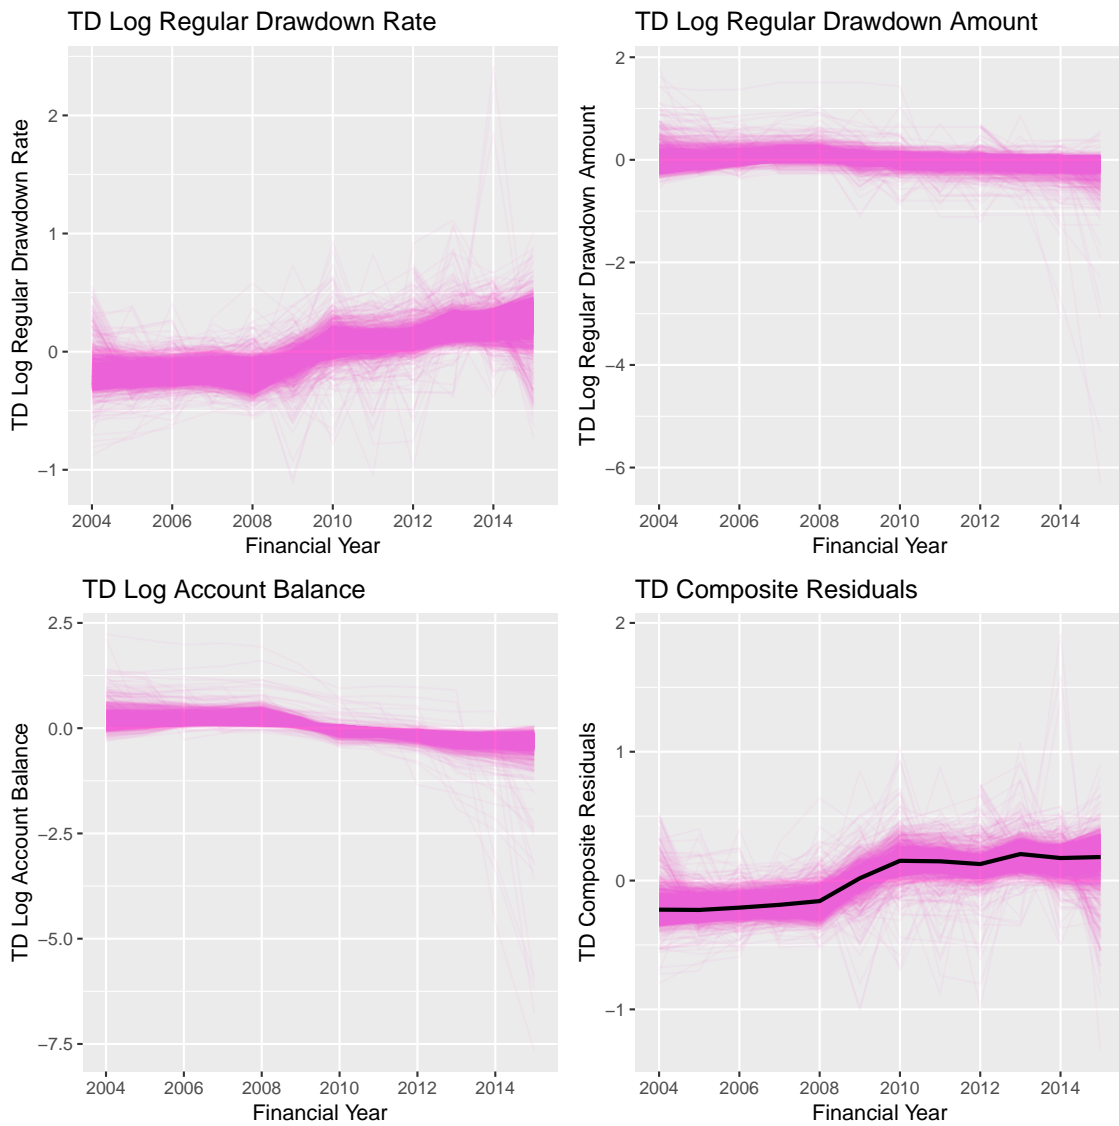 TD Log Regular Drawdown Rate
TD Log Regular Drawdown Rate
2
1
0
−1
2004 2006 2008 2010 2012 2014
Financial Year
TD Log Regular Drawdown Amount
TD Log Regular Drawdown Amount
2
0
−2
−4
−6
2004 2006 2008 2010 2012 2014
Financial Year
TD Log Account Balance
TD Log Account Balance
2.5
0.0
−2.5
−5.0
−7.5
2004 2006 2008 2010 2012 2014
Financial Year
TD Composite Residuals
TD Composite Residuals
2
1
0
−1
2004 2006 2008 2010 2012 2014
Financial Year